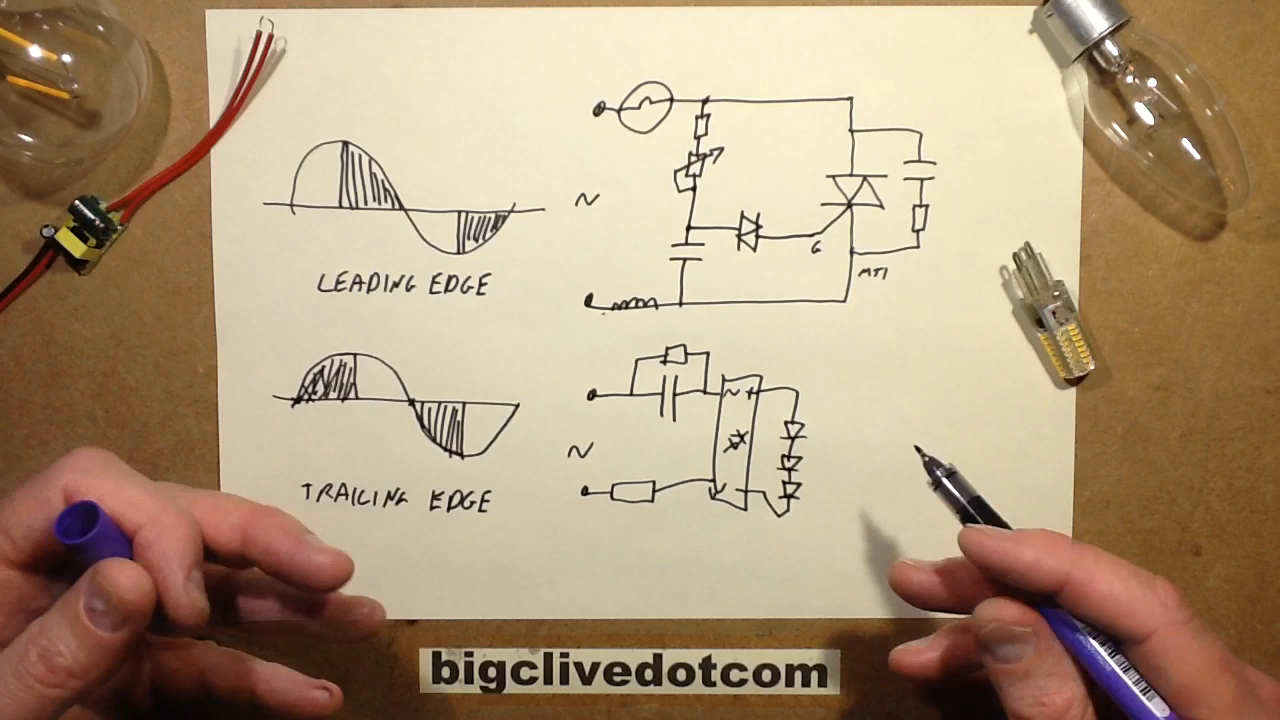 LEADING EDGE
G
MT1
TRAILING EDGE
bigclivedotcom